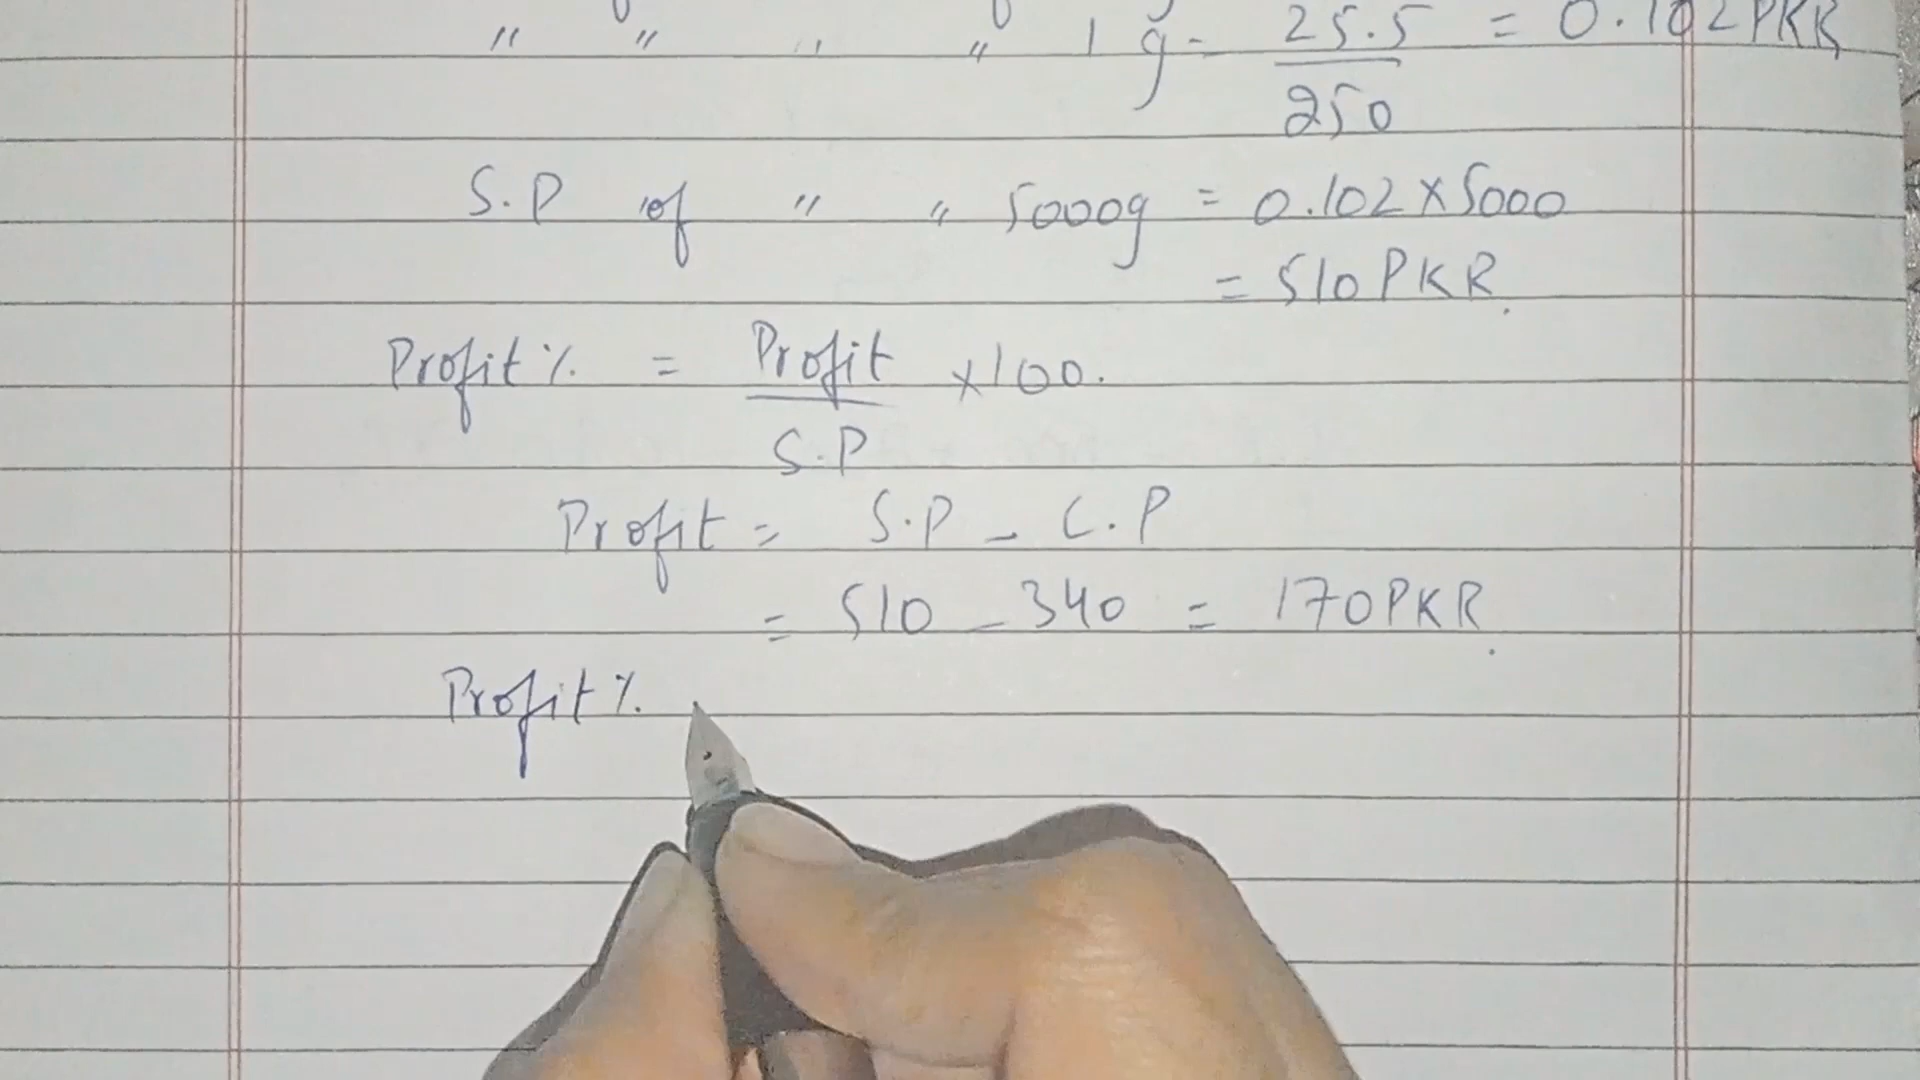 " " " " 1 g = 25.5/250 = 0.102 PKR
S.P of " " 5000g = 0.102 × 5000
= 510 PKR.
Profit % = Profit/S.P × 100.
Profit = S.P - C.P
= 510 - 340 = 170 PKR.
Profit %